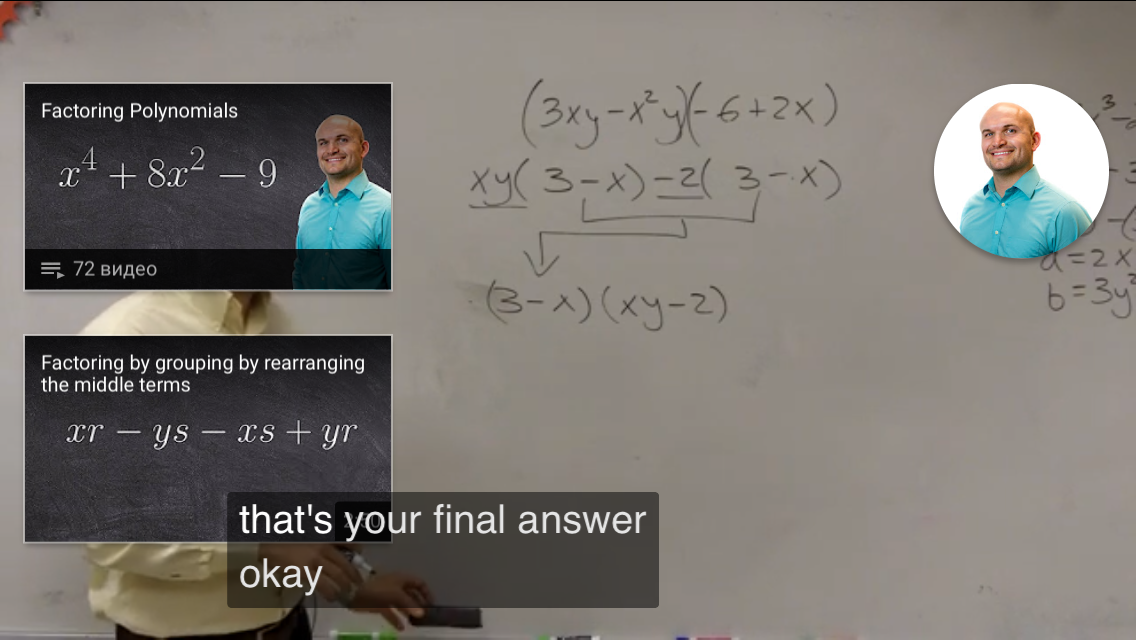 Factoring Polynomials
x⁴ + 8x² − 9
72 видео
Factoring by grouping by rearranging
the middle terms
xr − ys − xs + yr
(3xy-x²y)(-6+2x)
xy(3-x)-2(3-x)
(3-x)(xy-2)
a=2x
b=3y²
that's your final answer
okay